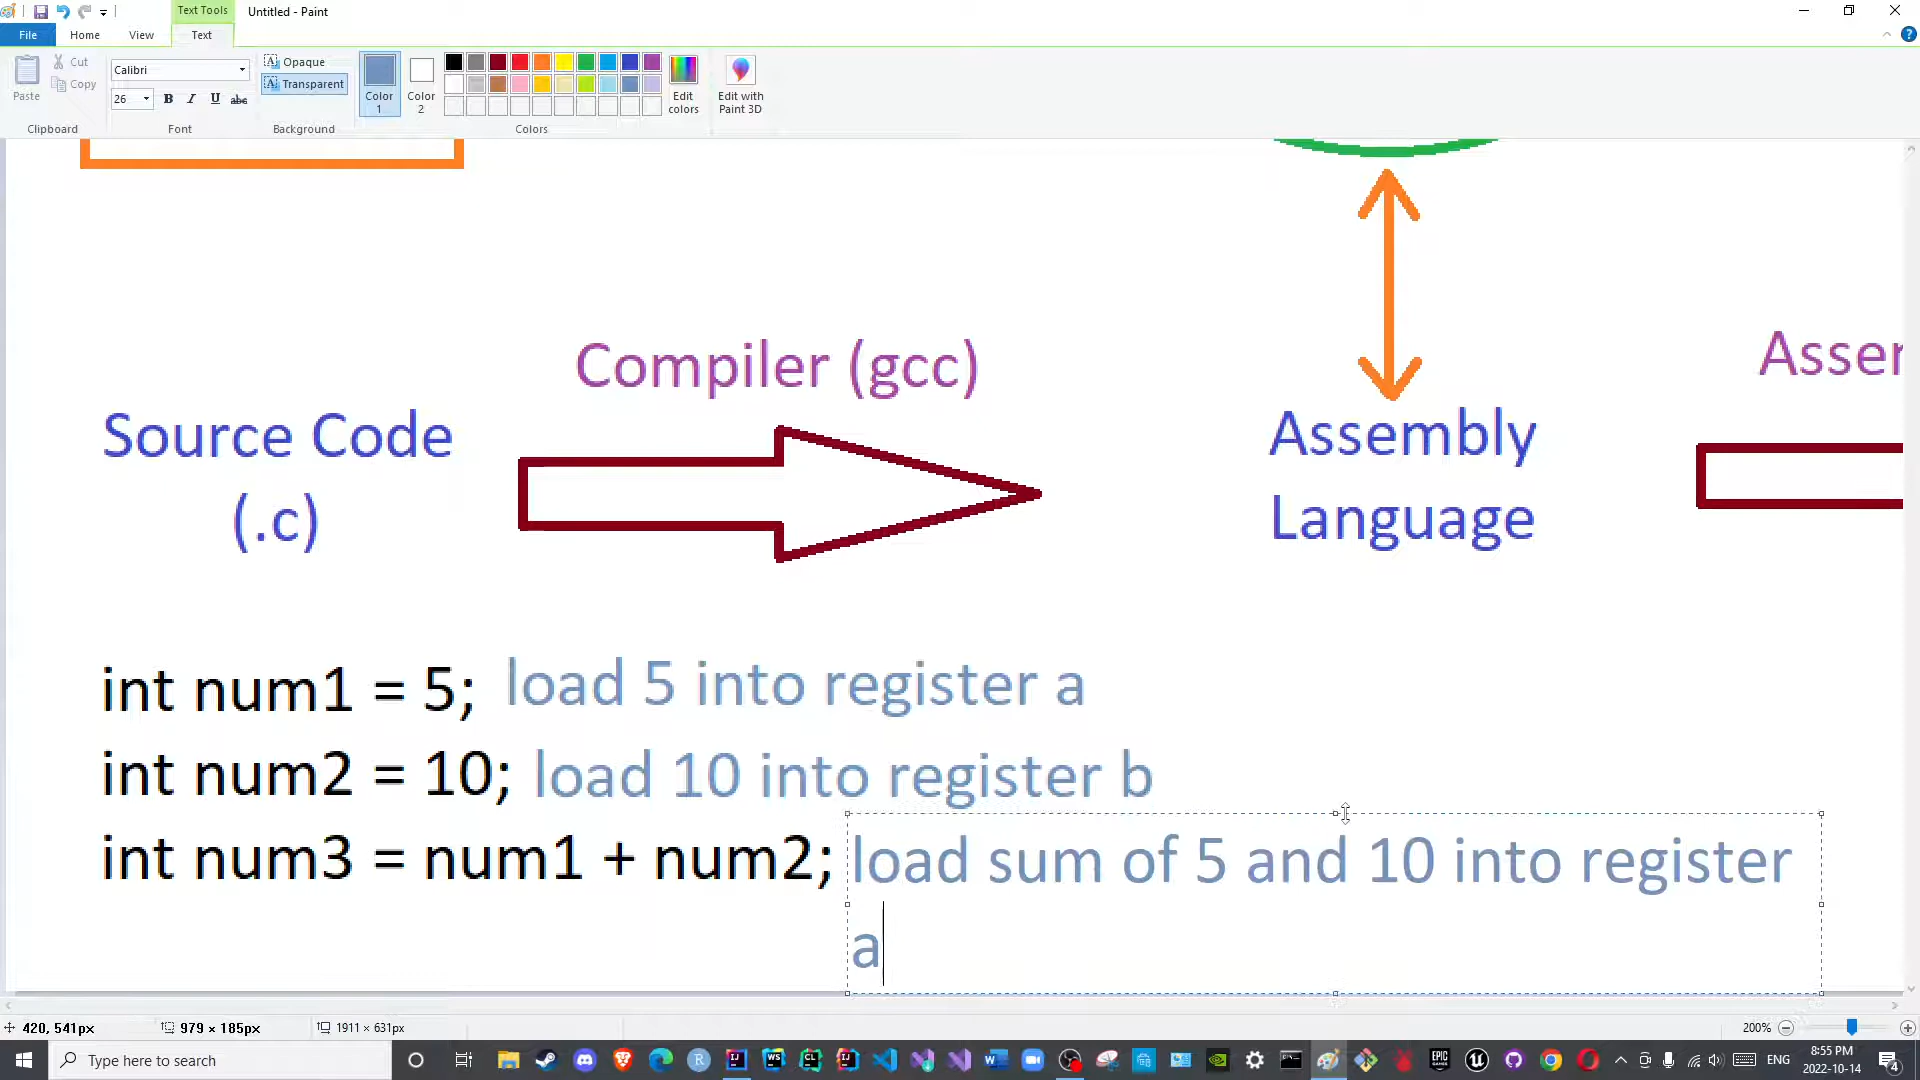 Text Tools
Untitled - Paint
File
Home
View
Text
Paste
Cut
Copy
Clipboard
Calibri
26
B I U abc
Font
Opaque
Transparent
Background
Color 1
Color 2
Edit colors
Colors
Edit with Paint 3D
Compiler (gcc)
Source Code
(.c)
Assembly
Language
int num1 = 5; load 5 into register a
int num2 = 10; load 10 into register b
int num3 = num1 + num2; load sum of 5 and 10 into register
a
420, 541px
979 × 185px
1911 × 631px
200%
Type here to search
ENG
8:55 PM
2022-10-14